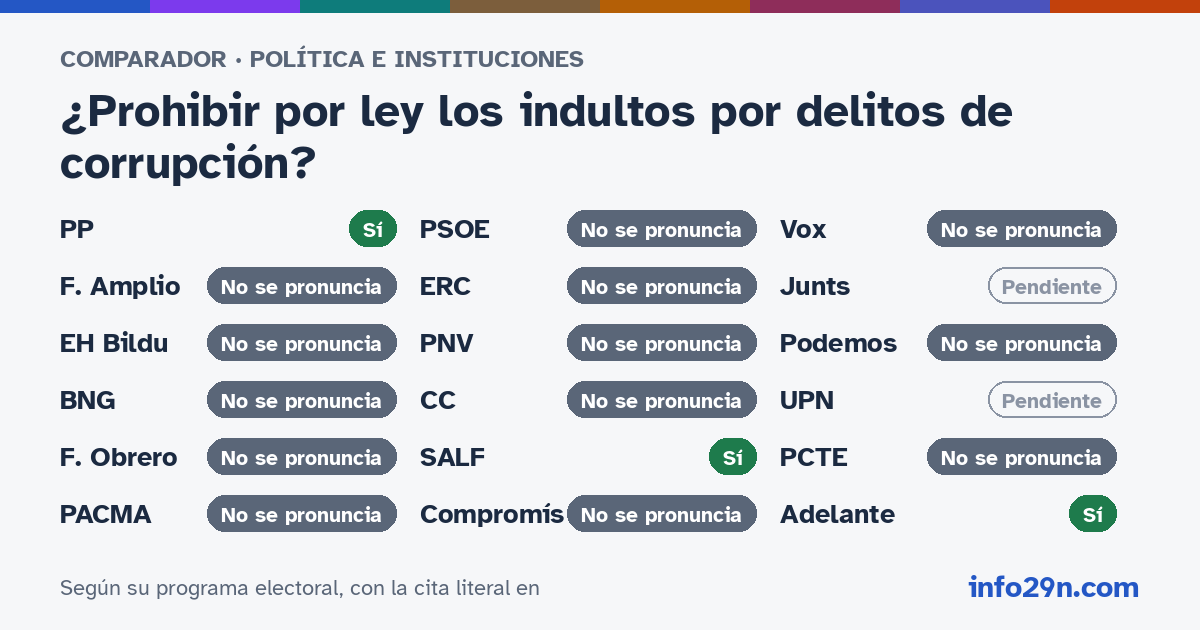 COMPARADOR · POLÍTICA E INSTITUCIONES
¿Prohibir por ley los indultos por delitos de
corrupción?
PP Sí PSOE No se pronuncia Vox No se pronuncia
F. Amplio No se pronuncia ERC No se pronuncia Junts Pendiente
EH Bildu No se pronuncia PNV No se pronuncia Podemos No se pronuncia
BNG No se pronuncia CC No se pronuncia UPN Pendiente
F. Obrero No se pronuncia SALF Sí PCTE No se pronuncia
PACMA No se pronuncia Compromís No se pronuncia Adelante Sí
Según su programa electoral, con la cita literal en info29n.com